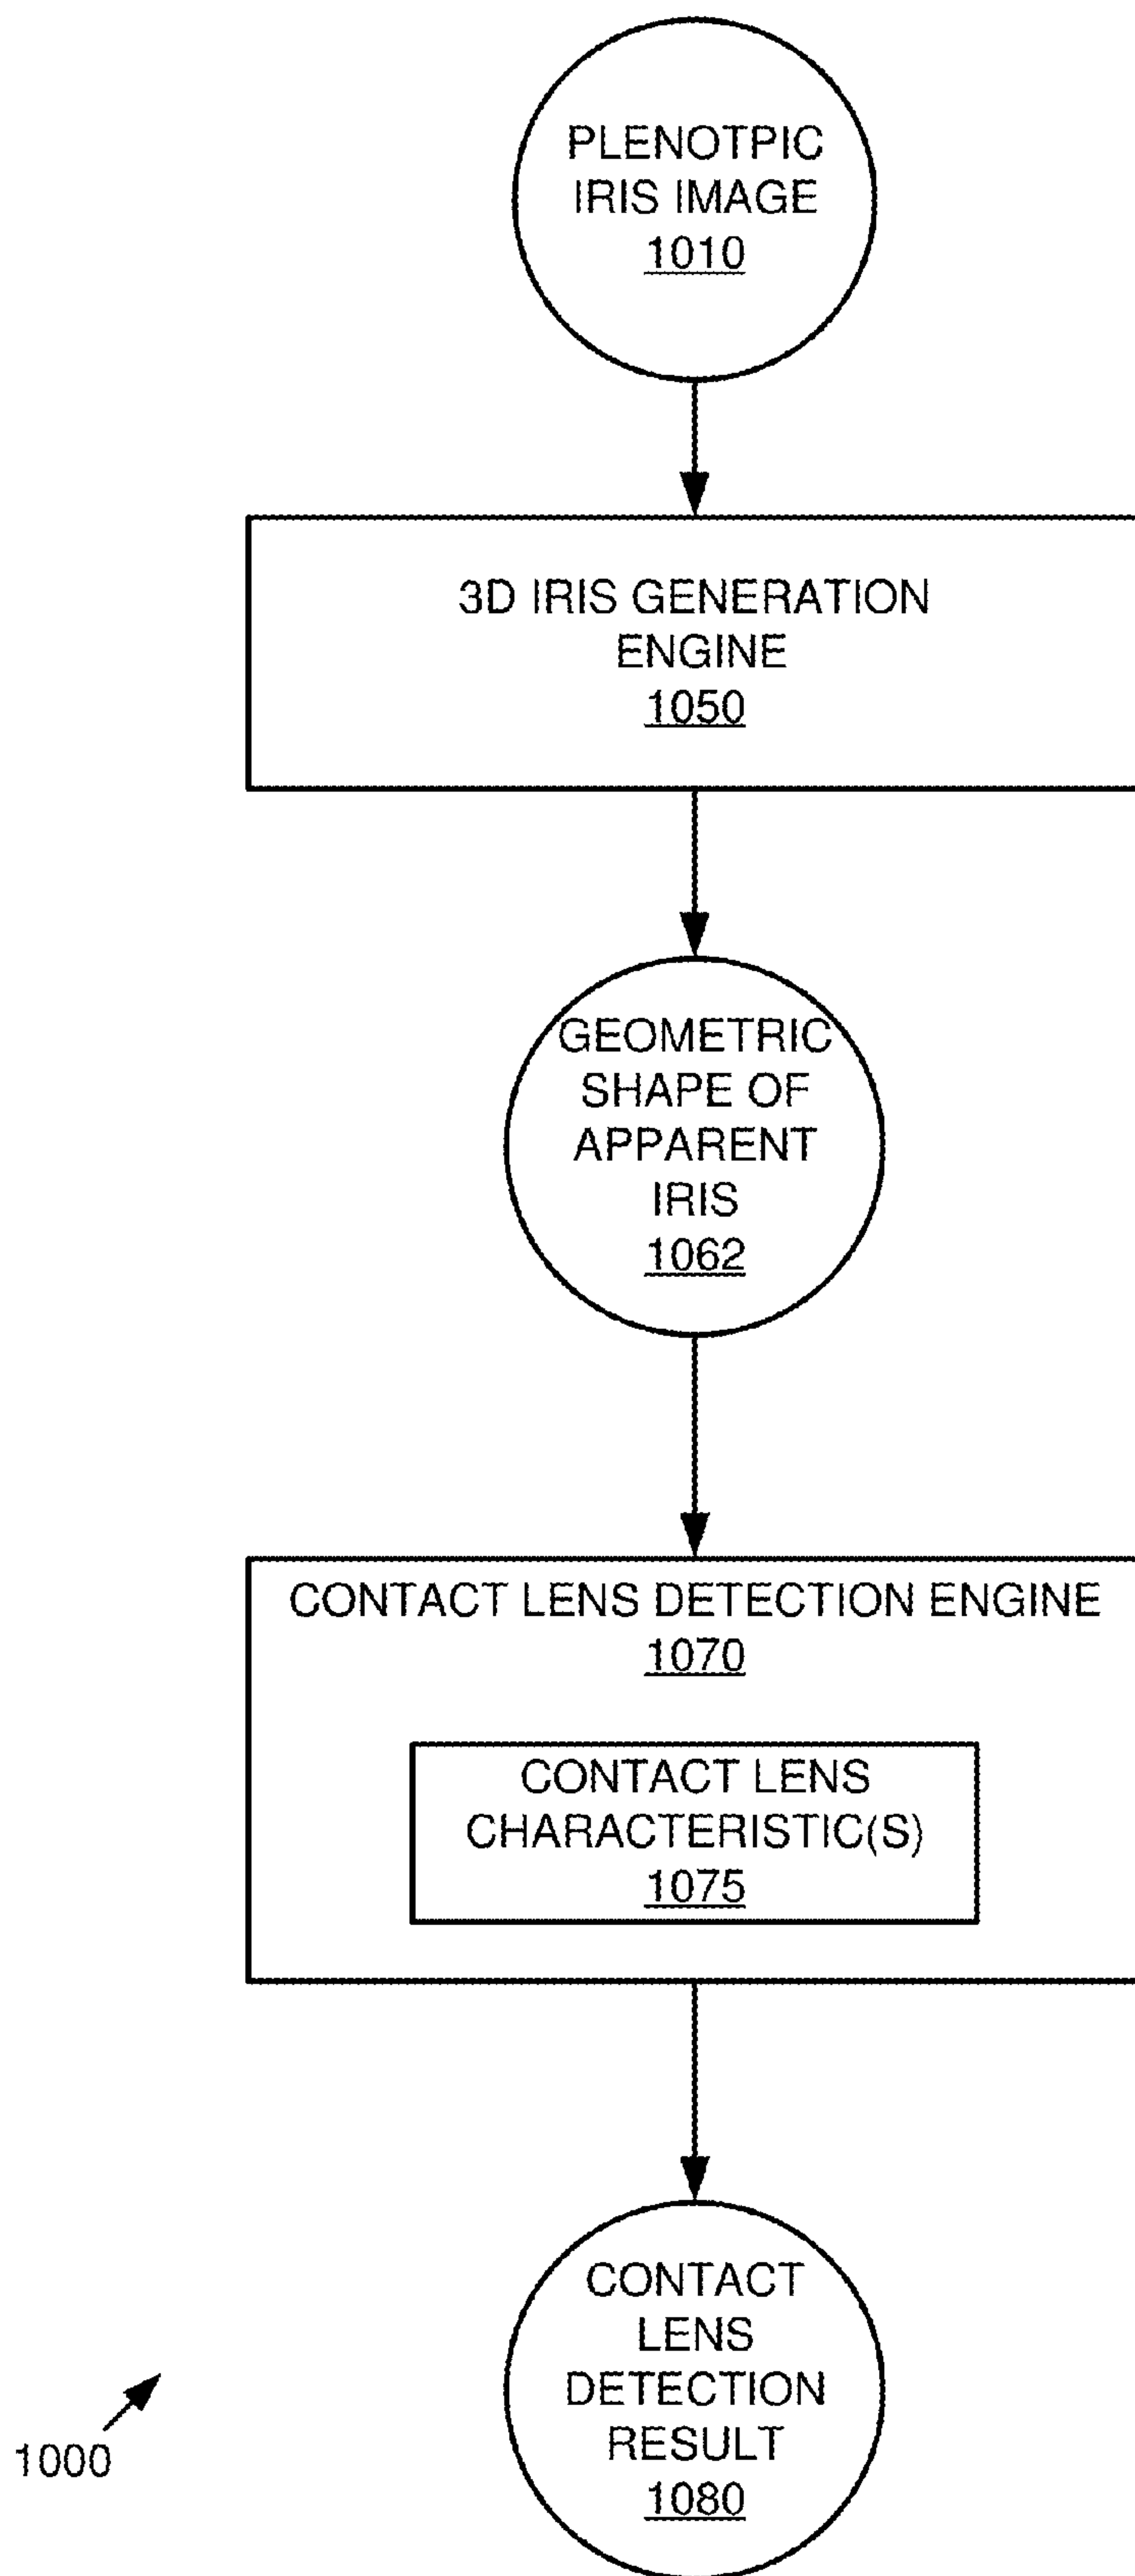 PLENOTPIC
IRIS IMAGE
1010
3D IRIS GENERATION
ENGINE
1050
GEOMETRIC
SHAPE OF
APPARENT
IRIS
1062
CONTACT LENS DETECTION ENGINE
1070
CONTACT LENS
CHARACTERISTIC(S)
1075
CONTACT
LENS
DETECTION
RESULT
1080
1000